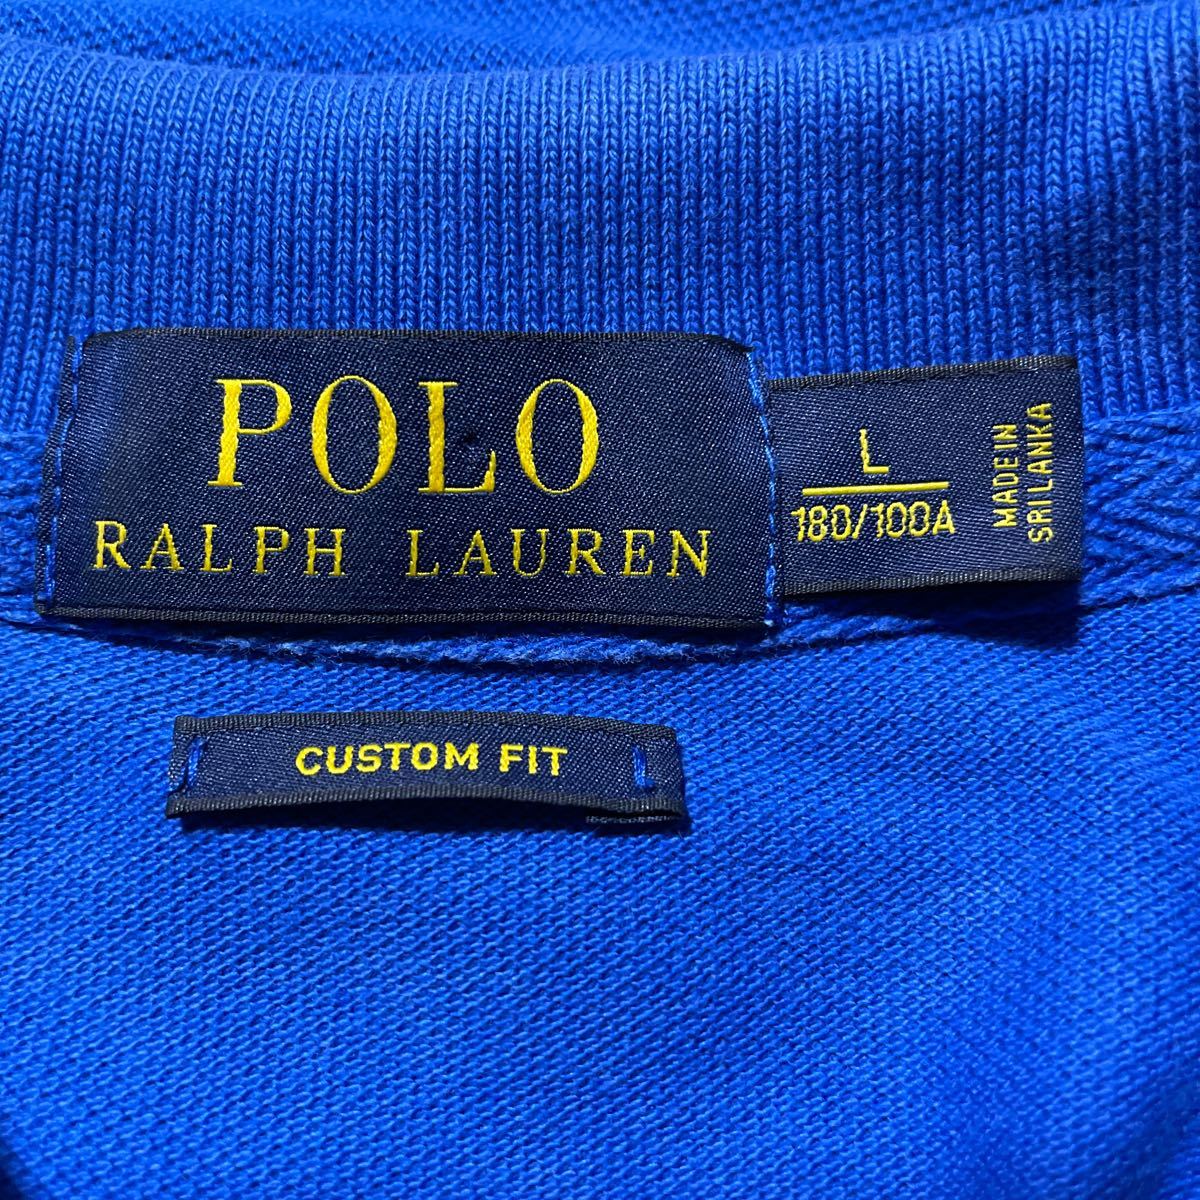 POLO
RALPH LAUREN
L
180/100A
MADE IN
SRI LANKA
CUSTOM FIT